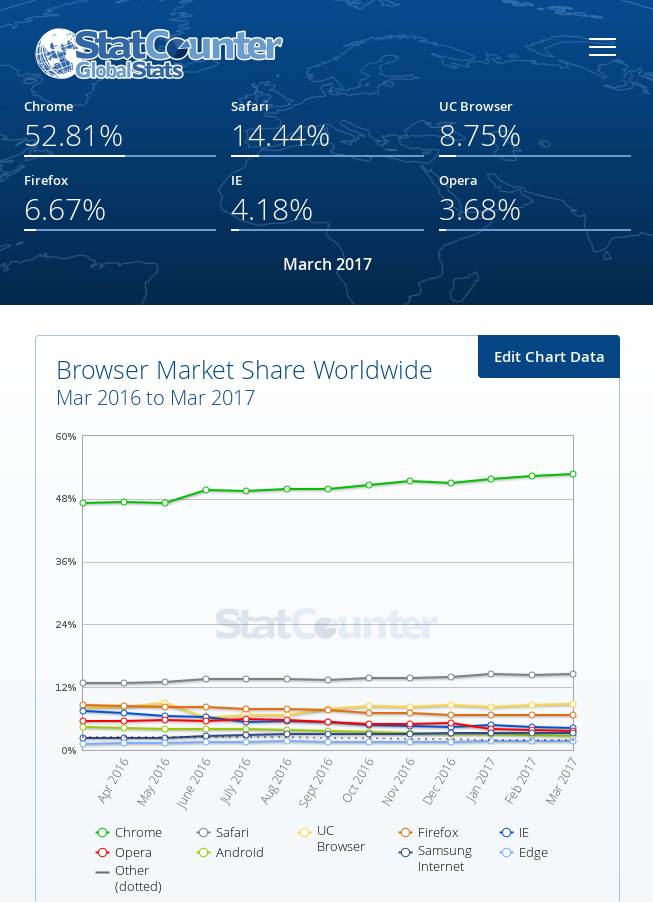 StatCounter
GlobalStats
Chrome
52.81%
Safari
14.44%
UC Browser
8.75%
Firefox
6.67%
IE
4.18%
Opera
3.68%
March 2017
Edit Chart Data
Browser Market Share Worldwide
Mar 2016 to Mar 2017
60%
48%
36%
24%
12%
0%
StatCounter
Apr 2016
May 2016
June 2016
July 2016
Aug 2016
Sept 2016
Oct 2016
Nov 2016
Dec 2016
Jan 2017
Feb 2017
Mar 2017
Chrome
Safari
UC
Browser
Firefox
IE
Opera
Android
Samsung
Internet
Edge
Other
(dotted)